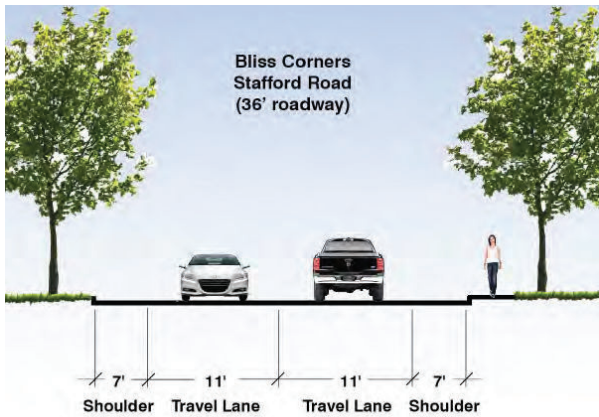 Bliss Corners
Stafford Road
(36' roadway)
7' 11' 11' 7'
Shoulder Travel Lane Travel Lane Shoulder